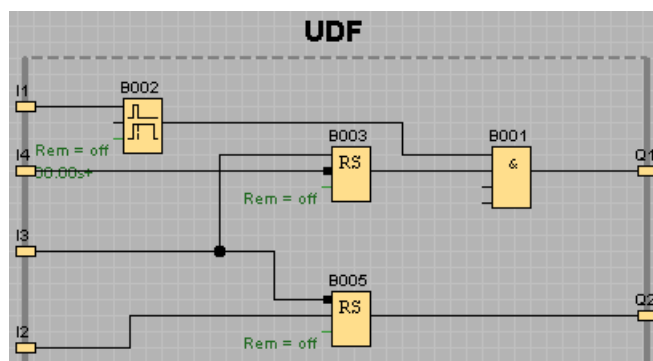 UDF
I1
B002
Rem = off
00.00s+
I4
B003
RS
Rem = off
B001
&
Q1
I3
B005
RS
Rem = off
Q2
I2